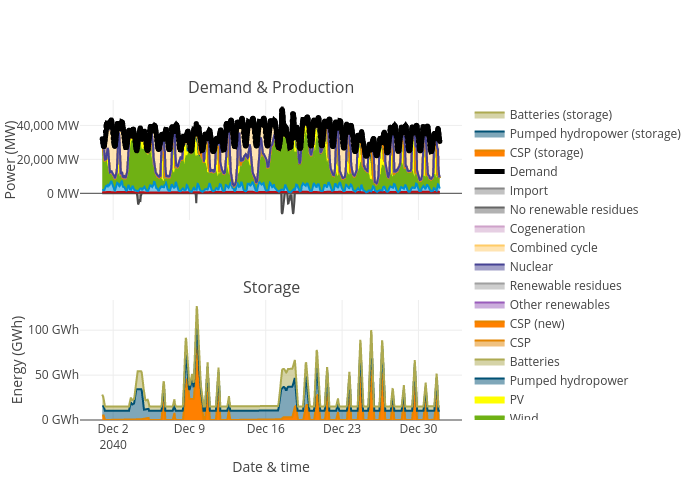 Demand & Production
Power (MW)
40,000 MW
20,000 MW
0 MW
Storage
Energy (GWh)
100 GWh
50 GWh
0 GWh
Dec 2
2040
Dec 9
Dec 16
Dec 23
Dec 30
Date & time
Batteries (storage)
Pumped hydropower (storage)
CSP (storage)
Demand
Import
No renewable residues
Cogeneration
Combined cycle
Nuclear
Renewable residues
Other renewables
CSP (new)
CSP
Batteries
Pumped hydropower
PV
Wind